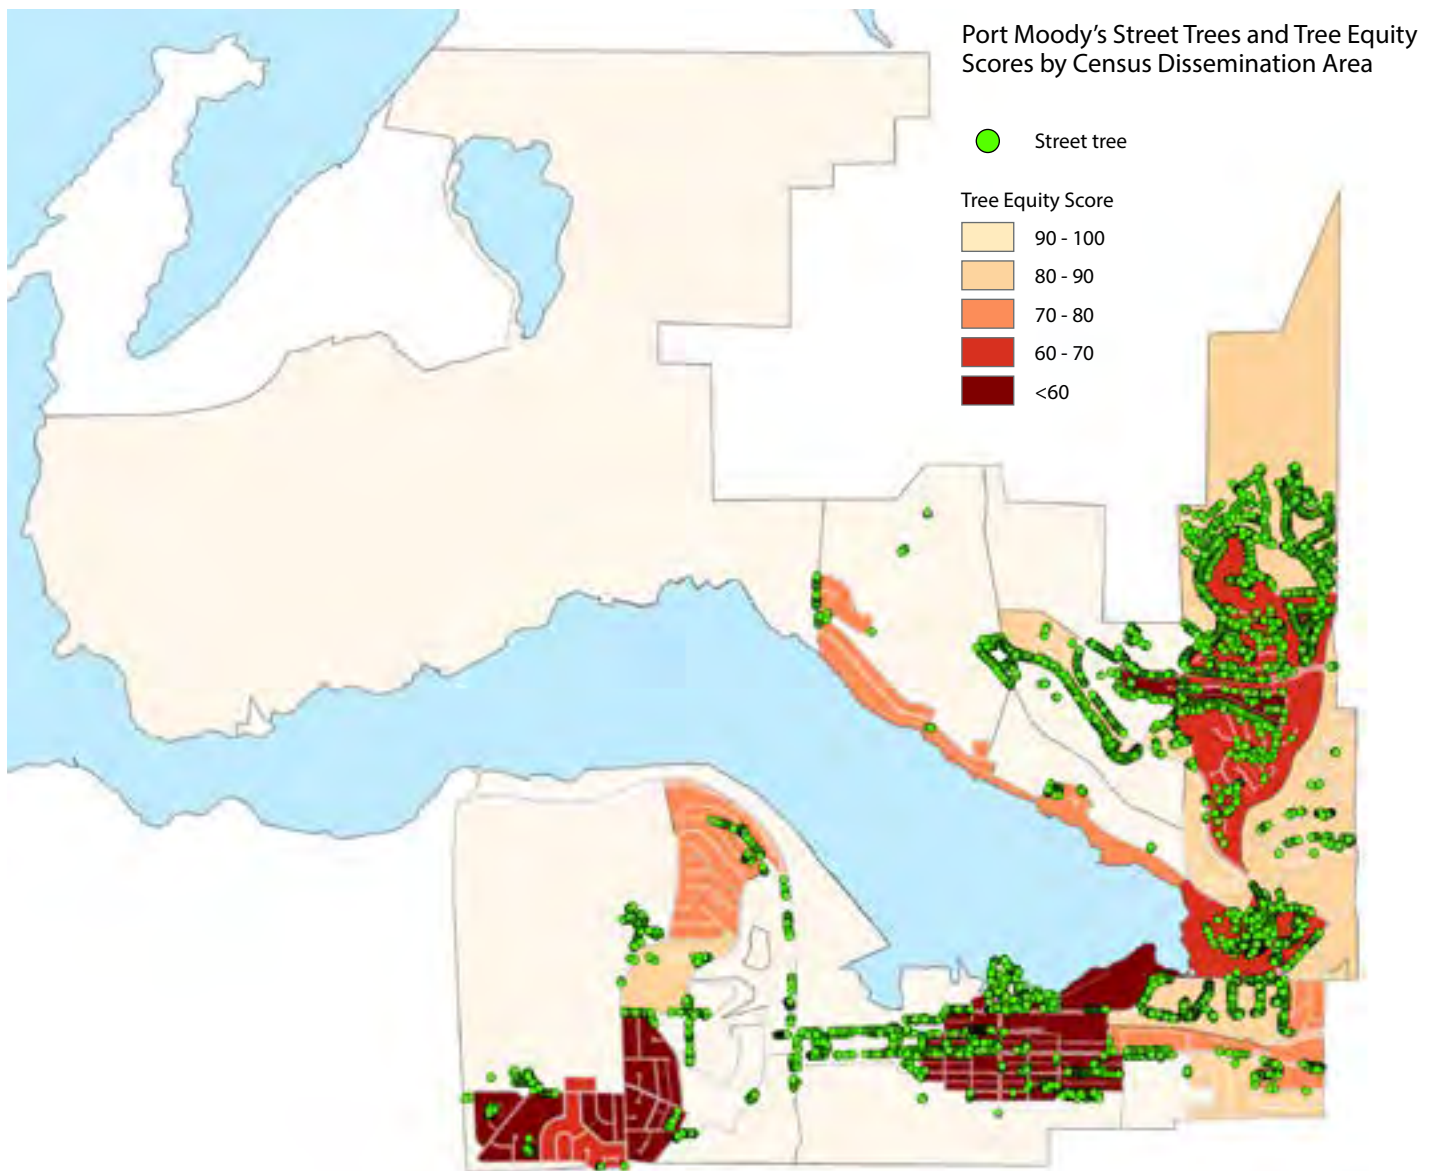 Port Moody’s Street Trees and Tree Equity
Scores by Census Dissemination Area
Street tree
Tree Equity Score
90 - 100
80 - 90
70 - 80
60 - 70
<60